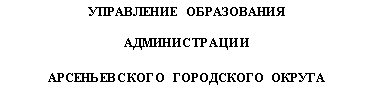 УПРАВЛЕНИЕ ОБРАЗОВАНИЯ
АДМИНИСТРАЦИИ
АРСЕНЬЕВСКОГО ГОРОДСКОГО ОКРУГА